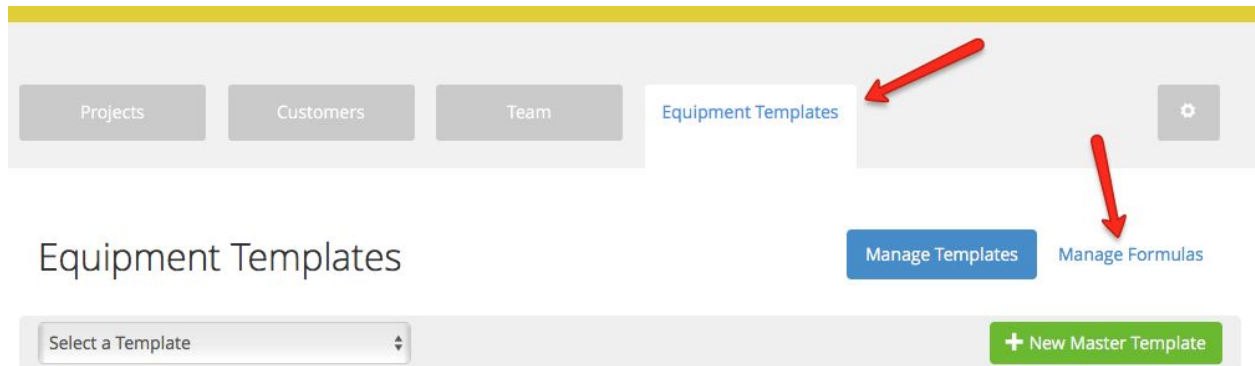 Projects
Customers
Team
Equipment Templates
Equipment Templates
Manage Templates
Manage Formulas
Select a Template
New Master Template